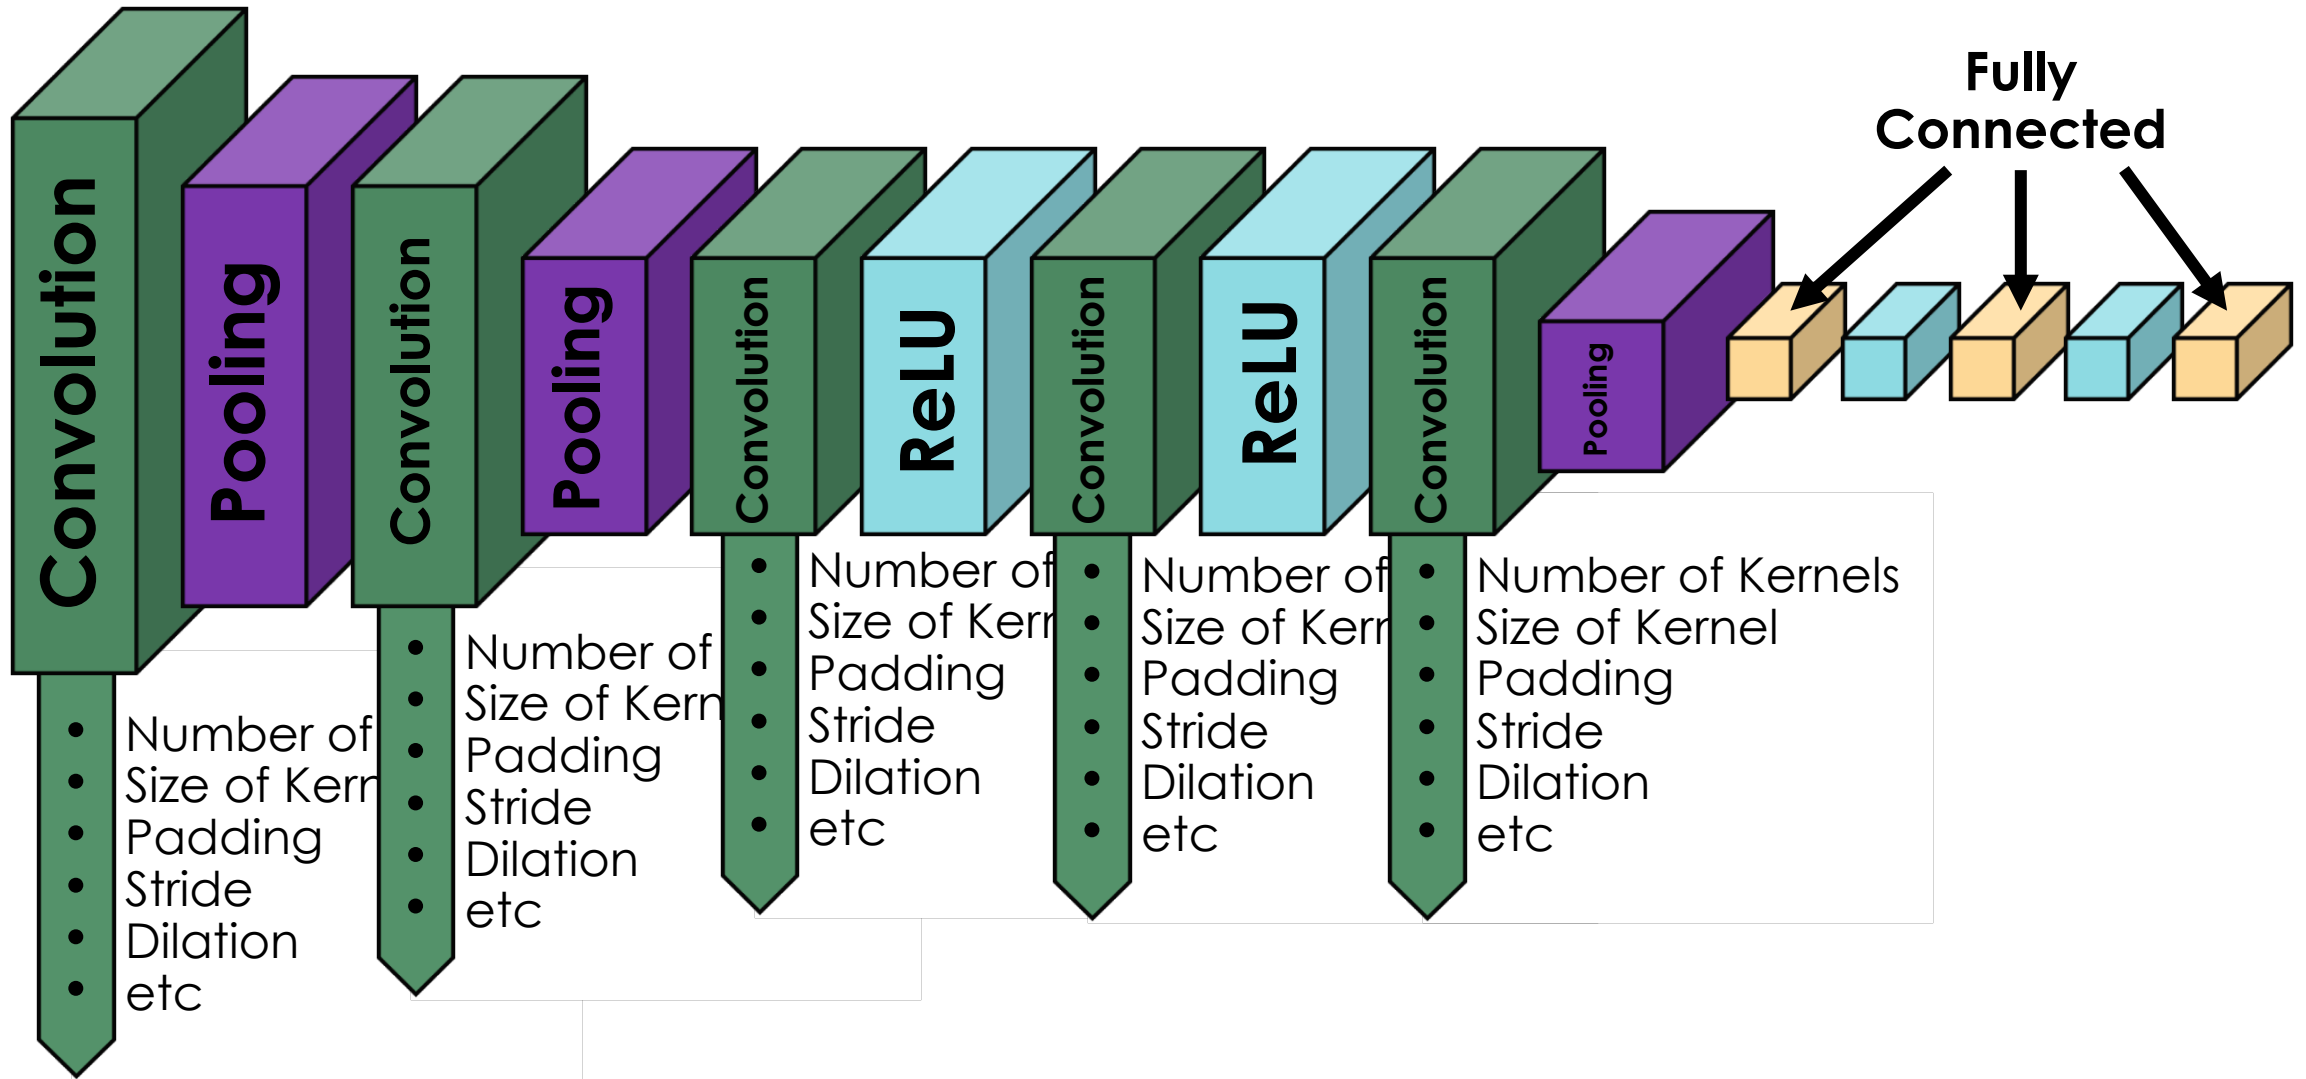 Fully
Connected
Convolution
Pooling
Convolution
Pooling
Convolution
ReLU
Convolution
ReLU
Convolution
Pooling
• Number of
• Size of Kern
• Padding
• Stride
• Dilation
• etc
• Number of
• Size of Kern
• Padding
• Stride
• Dilation
• etc
• Number of
• Size of Kern
• Padding
• Stride
• Dilation
• etc
• Number of
• Size of Kern
• Padding
• Stride
• Dilation
• etc
• Number of Kernels
• Size of Kernel
• Padding
• Stride
• Dilation
• etc